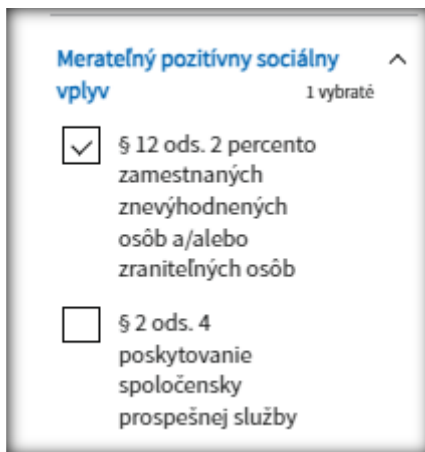 Merateľný pozitívny sociálny
vplyv 1 vybraté
§ 12 ods. 2 percento
zamestnaných
znevýhodnených
osôb a/alebo
zraniteľných osôb
§ 2 ods. 4
poskytovanie
spoločensky
prospešnej služby